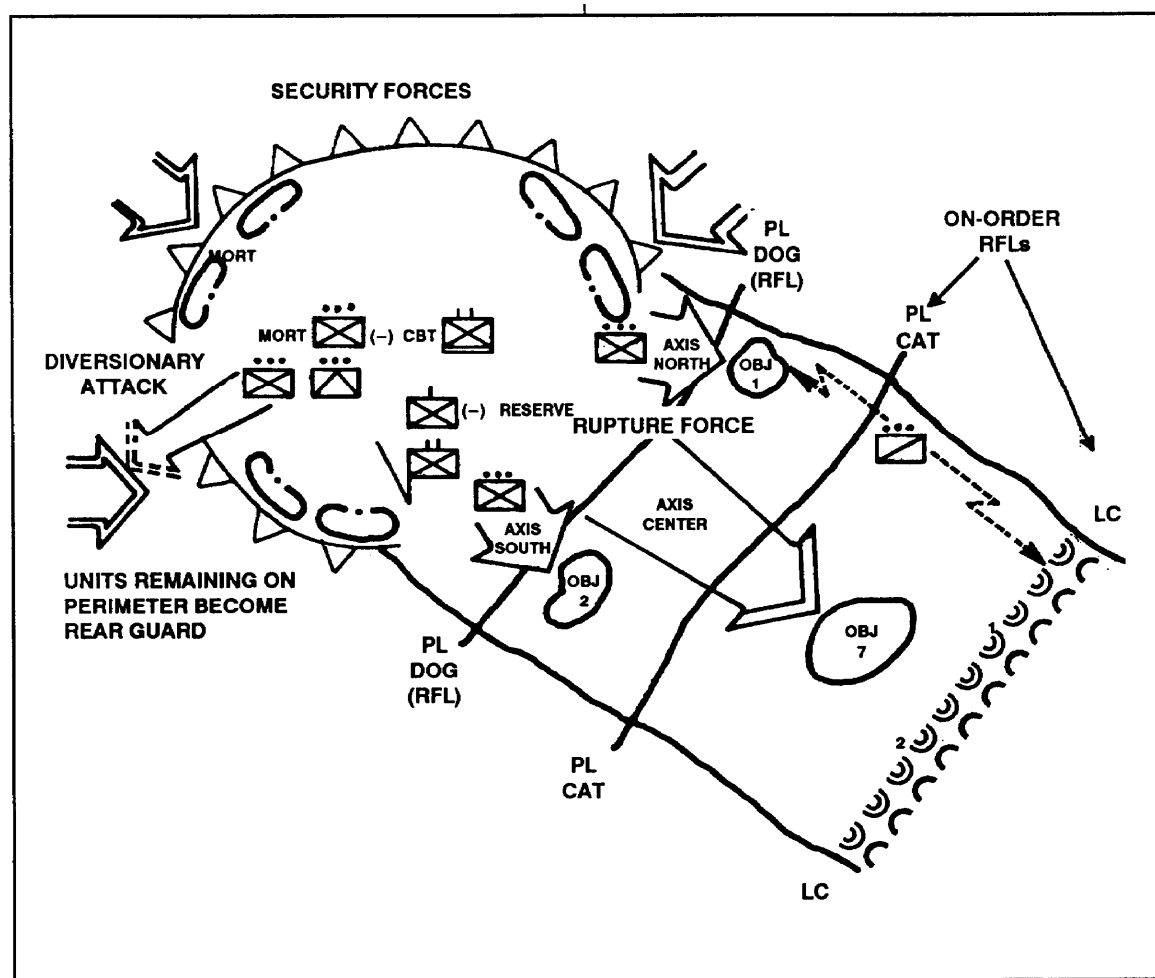 SECURITY FORCES
PL
DOG
(RFL)
ON-ORDER
RFLs
MORT
PL
CAT
MORT (–) CBT
AXIS
NORTH
OBJ
1
DIVERSIONARY
ATTACK
(–) RESERVE
RUPTURE FORCE
AXIS
CENTER
LC
AXIS
SOUTH
OBJ
2
UNITS REMAINING ON
PERIMETER BECOME
REAR GUARD
OBJ
7
1
PL
DOG
(RFL)
2
PL
CAT
LC